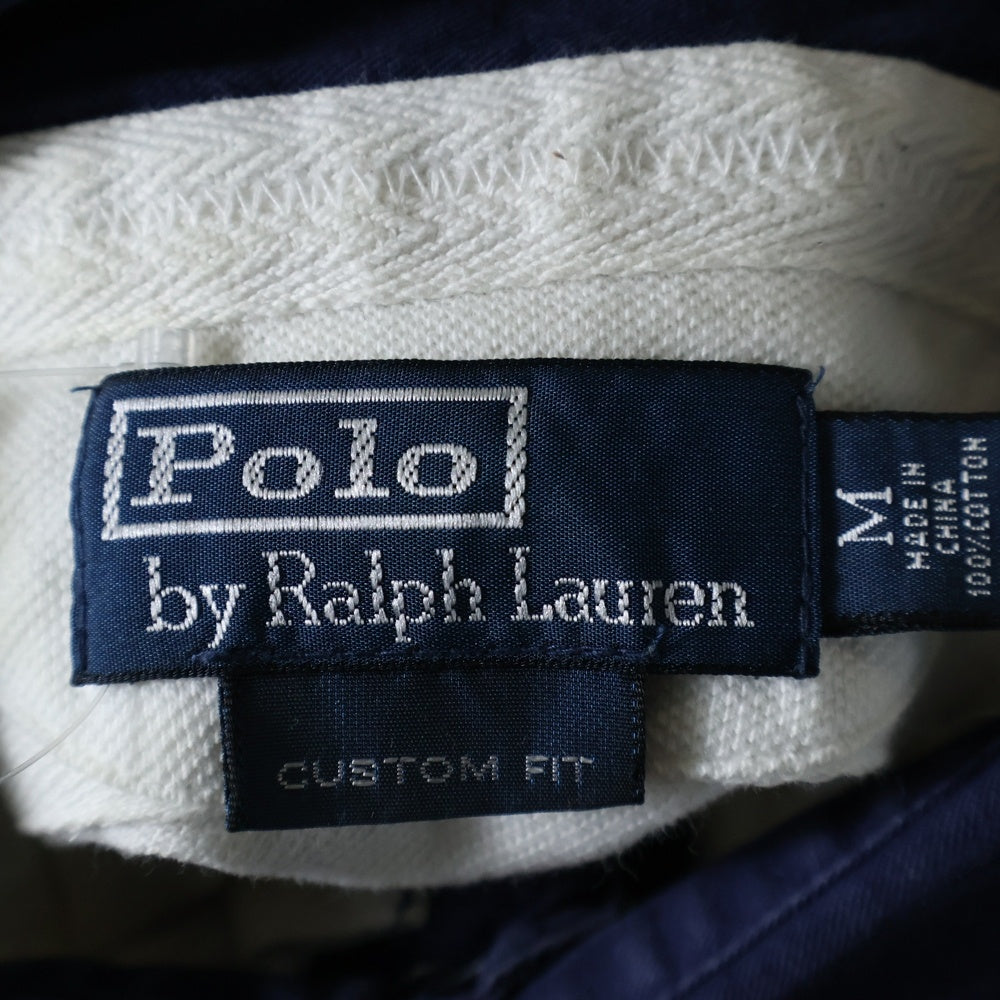 Polo
by Ralph Lauren
CUSTOM FIT
M
MADE IN
CHINA
100%COTTON